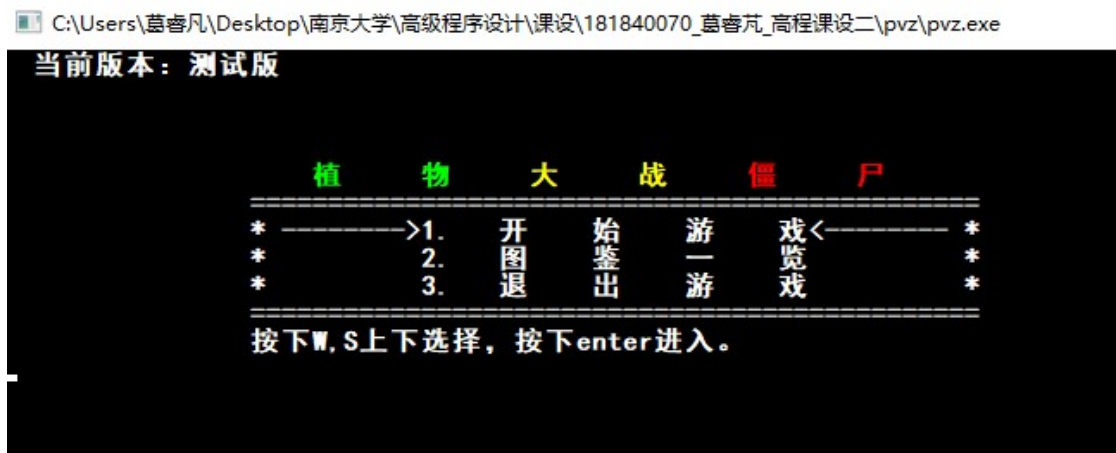 C:\Users\墓睿凡\Desktop\南京大学\高级程序设计\课设\181840070_墓睿芃_高程课设二\pvz\pvz.exe
当前版本：测试版
植 物 大 战 僵 尸
===============================================
* -------->1. 开 始 游 戏<-------- *
* 2. 图 鉴 一 览 *
* 3. 退 出 游 戏 *
===============================================
按下W,S上下选择，按下enter进入。